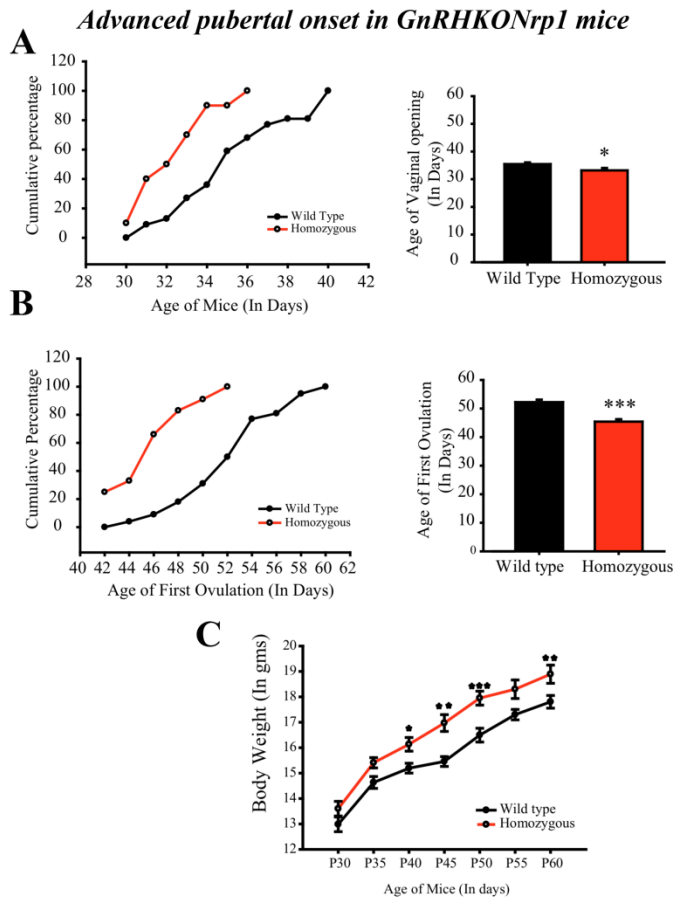 Advanced pubertal onset in GnRHKONrp1 mice
A
Cumulative percentage
120
100
80
60
40
20
0
Wild Type
Homozygous
28 30 32 34 36 38 40 42
Age of Mice (In Days)
Age of Vaginal opening
(In Days)
60
50
40
30
20
10
0
*
Wild Type Homozygous
B
Cumulative Percentage
120
100
80
60
40
20
0
Wild Type
Homozygous
40 42 44 46 48 50 52 54 56 58 60 62
Age of First Ovulation (In Days)
Age of First Ovulation
(In Days)
60
50
40
30
20
10
0
***
Wild type Homozygous
C
Body Weight (In gms)
20
19
18
17
16
15
14
13
12
* ** *** **
Wild type
Homozygous
P30 P35 P40 P45 P50 P55 P60
Age of Mice (In days)